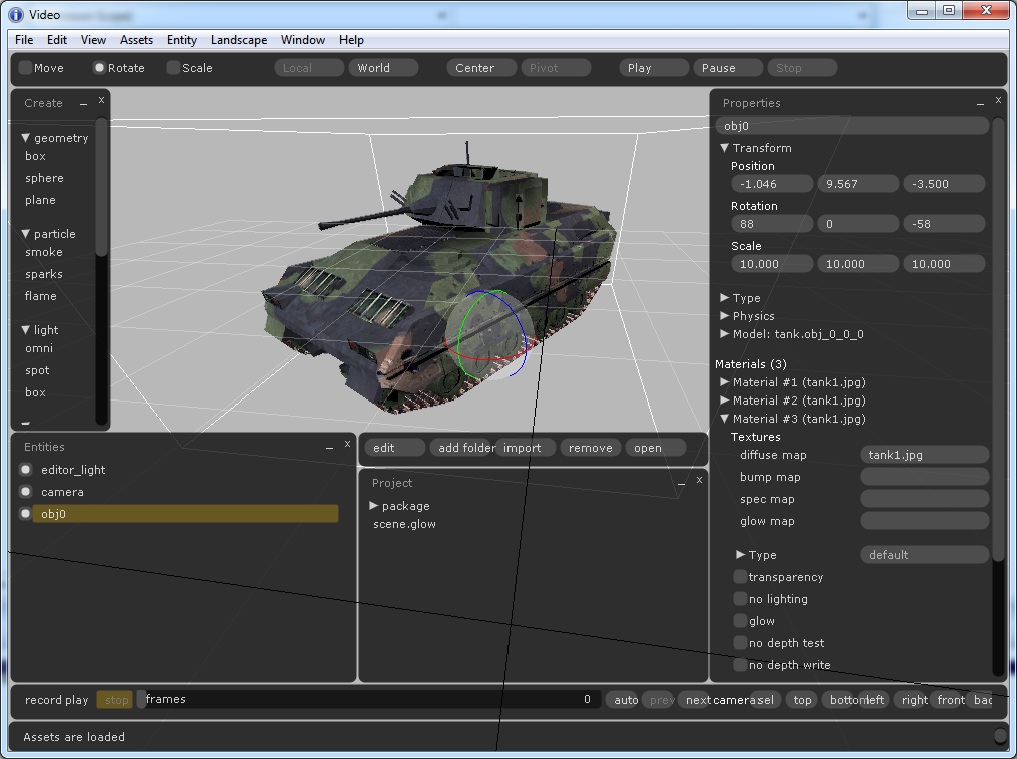 Video
File Edit View Assets Entity Landscape Window Help
Move Rotate Scale Local World Center Pivot Play Pause Stop
Create _ x
geometry
box
sphere
plane
particle
smoke
sparks
flame
light
omni
spot
box
Properties _ x
obj0
Transform
Position
-1.046 9.567 -3.500
Rotation
88 0 -58
Scale
10.000 10.000 10.000
Type
Physics
Model: tank.obj_0_0_0
Materials (3)
Material #1 (tank1.jpg)
Material #2 (tank1.jpg)
Material #3 (tank1.jpg)
Textures
diffuse map tank1.jpg
bump map
spec map
glow map
Type default
transparency
no lighting
glow
no depth test
no depth write
Entities _ x
editor_light
camera
obj0
edit add folder import remove open
Project _ x
package
scene.glow
record play stop frames 0 auto prev next camera sel top bottom left right front bac
Assets are loaded